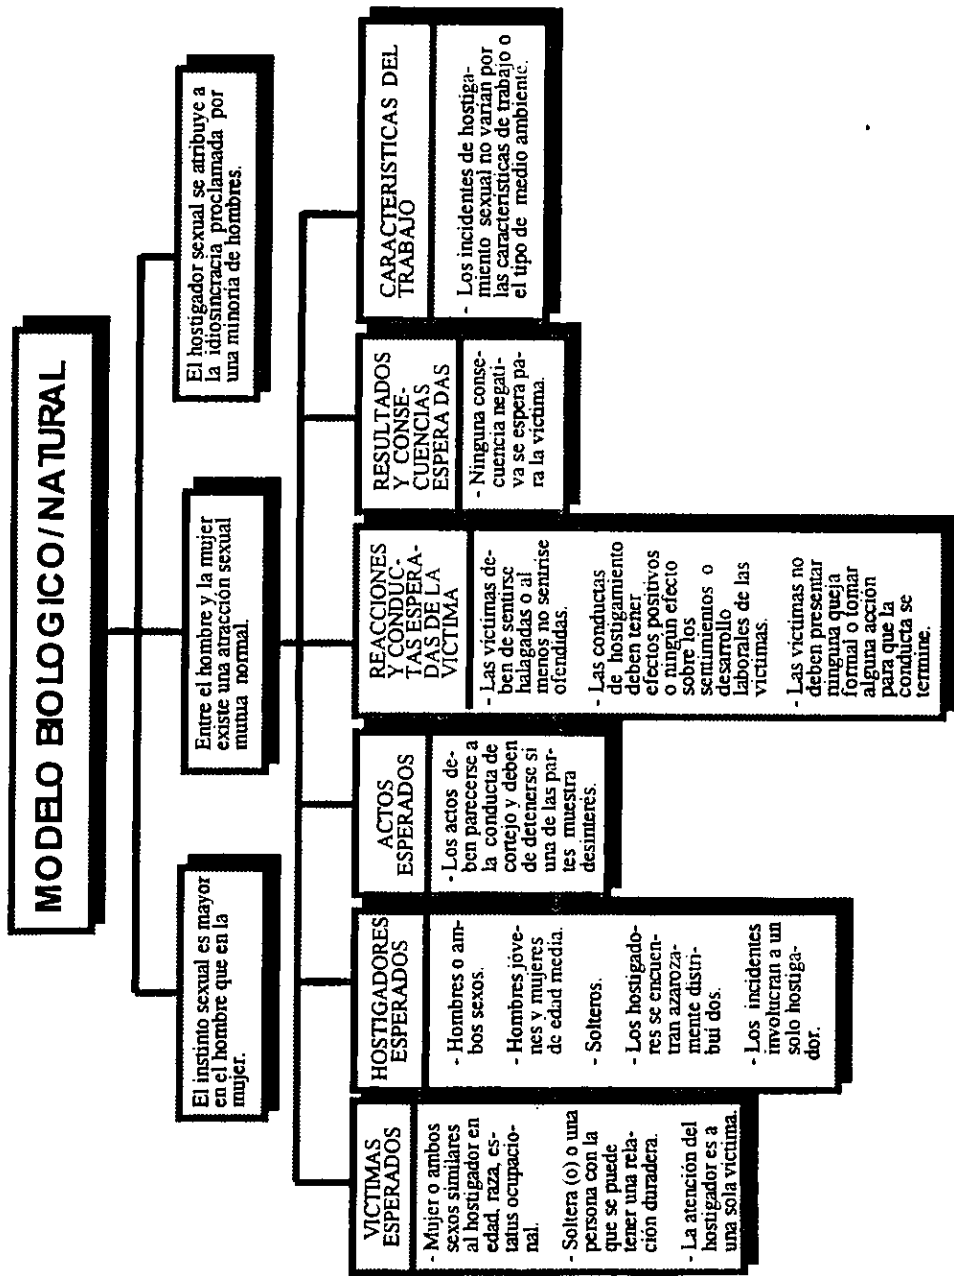 MODELO BIOLOGICO/NATURAL
El instinto sexual es mayor
en el hombre que en la
mujer.
Entre el hombre y la mujer
existe una atracción sexual
mutua normal.
El hostigador sexual se atribuye a
la idiosincracia proclamada por
una minoria de hombres.
VICTIMAS
ESPERADOS
- Mujer o ambos
sexos similares
al hostigador en
edad, raza, es-
tatus ocupacio-
nal.
- Soltera (o) o una
persona con la
que se puede
tener una rela-
ción duradera.
- La atención del
hostigador es a
una sola victima.
HOSTIGADORES
ESPERADOS
- Hombres o am-
bos sexos.
- Hombres jóve-
nes y mujeres
de edad media.
- Solteros.
- Los hostigado-
res se encuen-
tran azaroza-
mente distri-
buí dos.
- Los incidentes
involucran a un
solo hostiga-
dor.
ACTOS
ESPERADOS
- Los actos de-
ben parecerse a
la conducta de
cortejo y deben
de detenerse si
una de las par-
tes muestra
desinterés.
REACCIONES
Y CONDUC-
TAS ESPERA-
DAS DE LA
VICTIMA
- Las víctimas de-
ben de sentirse
halagadas o al
menos no sentirise
ofendidas.
- Las conductas
de hostigamiento
deben tener
efectos positivos
o ningún efecto
sobre los
sentimientos o
desarrollo
laborales de las
victimas.
- Las victimas no
deben presentar
ninguna queja
formal o tomar
alguna acción
para que la
conducta se
termine.
RESULTADOS
Y CONSE-
CUENCIAS
ESPERA DAS
- Ninguna conse-
cuencia negati-
va se espera pa-
ra la víctima.
CARACTERISTICAS DEL
TRABAJO
- Los incidentes de hostiga-
miento sexual no varían por
las características de trabajo o
el tipo de medio ambiente.